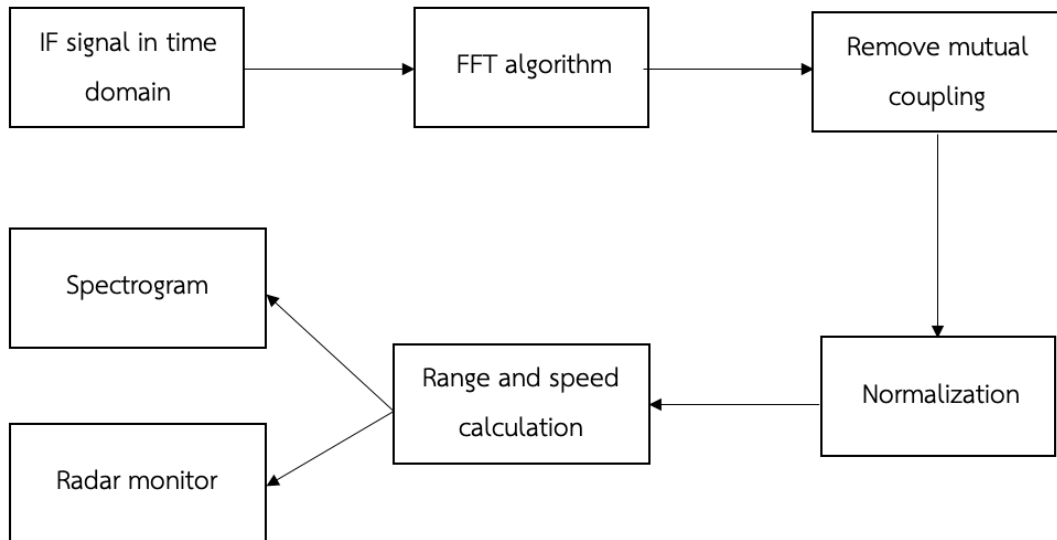 IF signal in time
domain
FFT algorithm
Remove mutual
coupling
Spectrogram
Range and speed
calculation
Normalization
Radar monitor